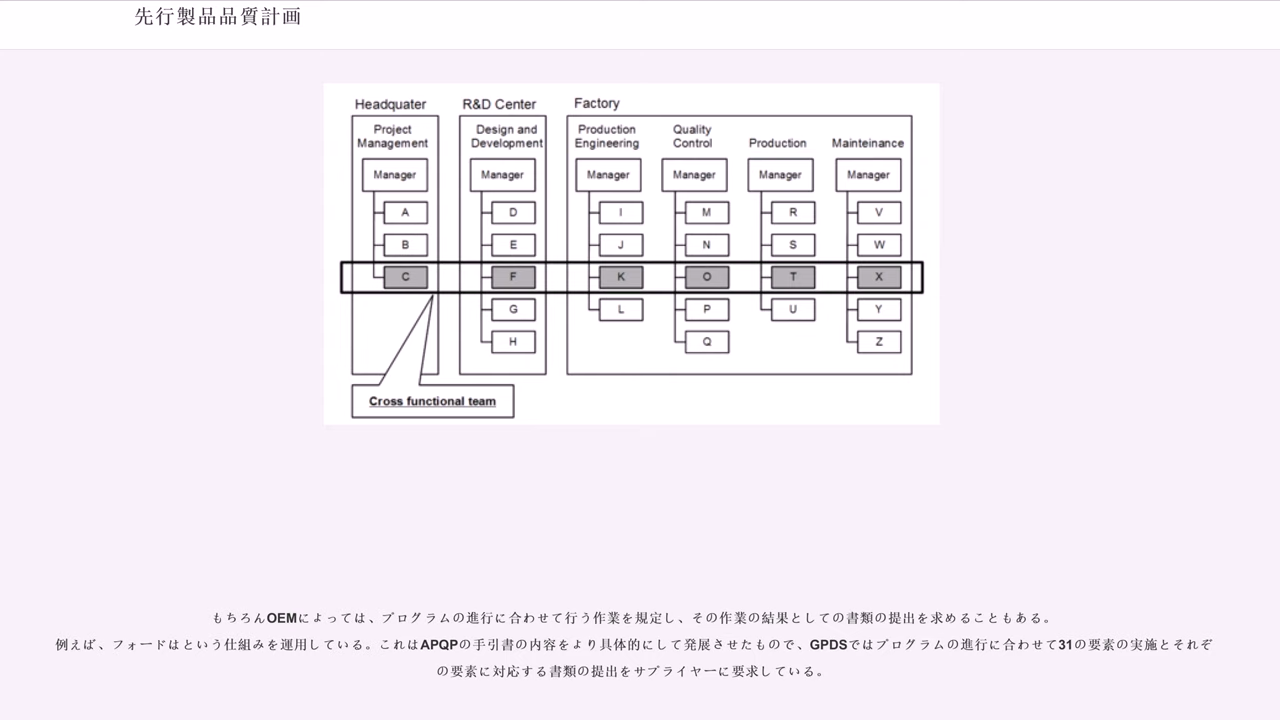 先行製品品質計画
Headquater
R&D Center
Factory
Project Management
Design and Development
Production Engineering
Quality Control
Production
Mainteinance
Manager
Manager
Manager
Manager
Manager
Manager
A
D
I
M
R
V
B
E
J
N
S
W
C
F
K
O
T
X
G
L
P
U
Y
H
Q
Z
Cross functional team
もちろんOEMによっては、プログラムの進行に合わせて行う作業を規定し、その作業の結果としての書類の提出を求めることもある。
例えば、フォードはという仕組みを運用している。これはAPQPの手引書の内容をより具体的にして発展させたもので、GPDSではプログラムの進行に合わせて31の要素の実施とそれぞ
の要素に対応する書類の提出をサプライヤーに要求している。